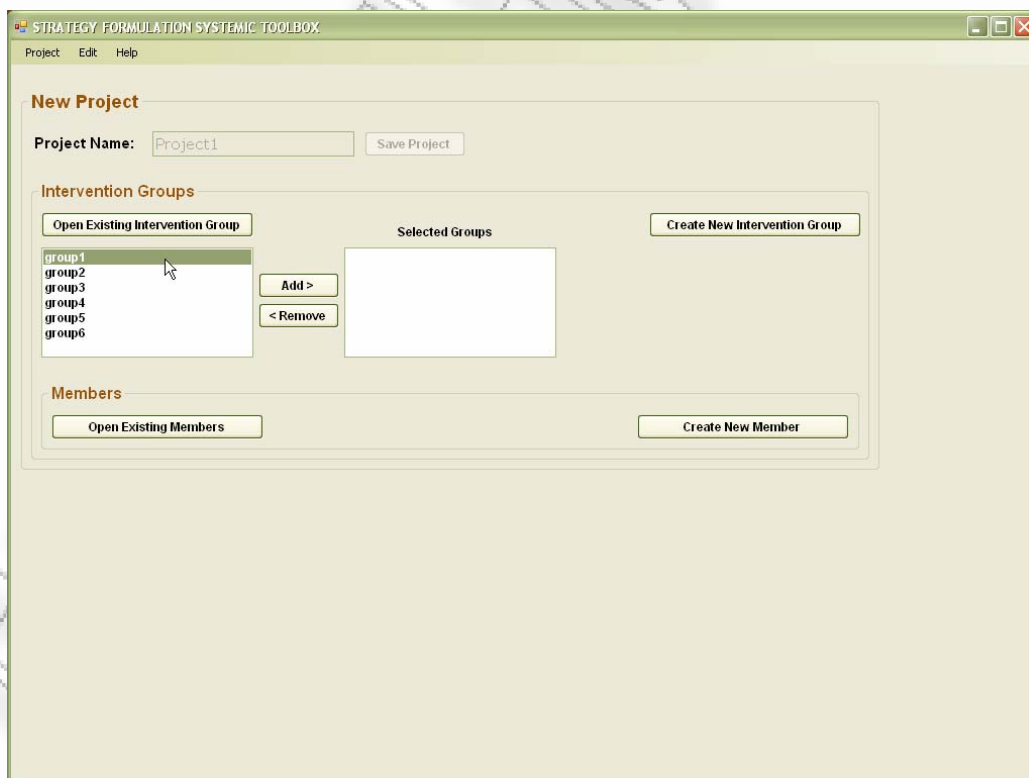 STRATEGY FORMULATION SYSTEMIC TOOLBOX
Project Edit Help
New Project
Project Name: Project1 Save Project
Intervention Groups
Open Existing Intervention Group Selected Groups Create New Intervention Group
group1
group2
group3
group4
group5
group6
Add >
< Remove
Members
Open Existing Members Create New Member